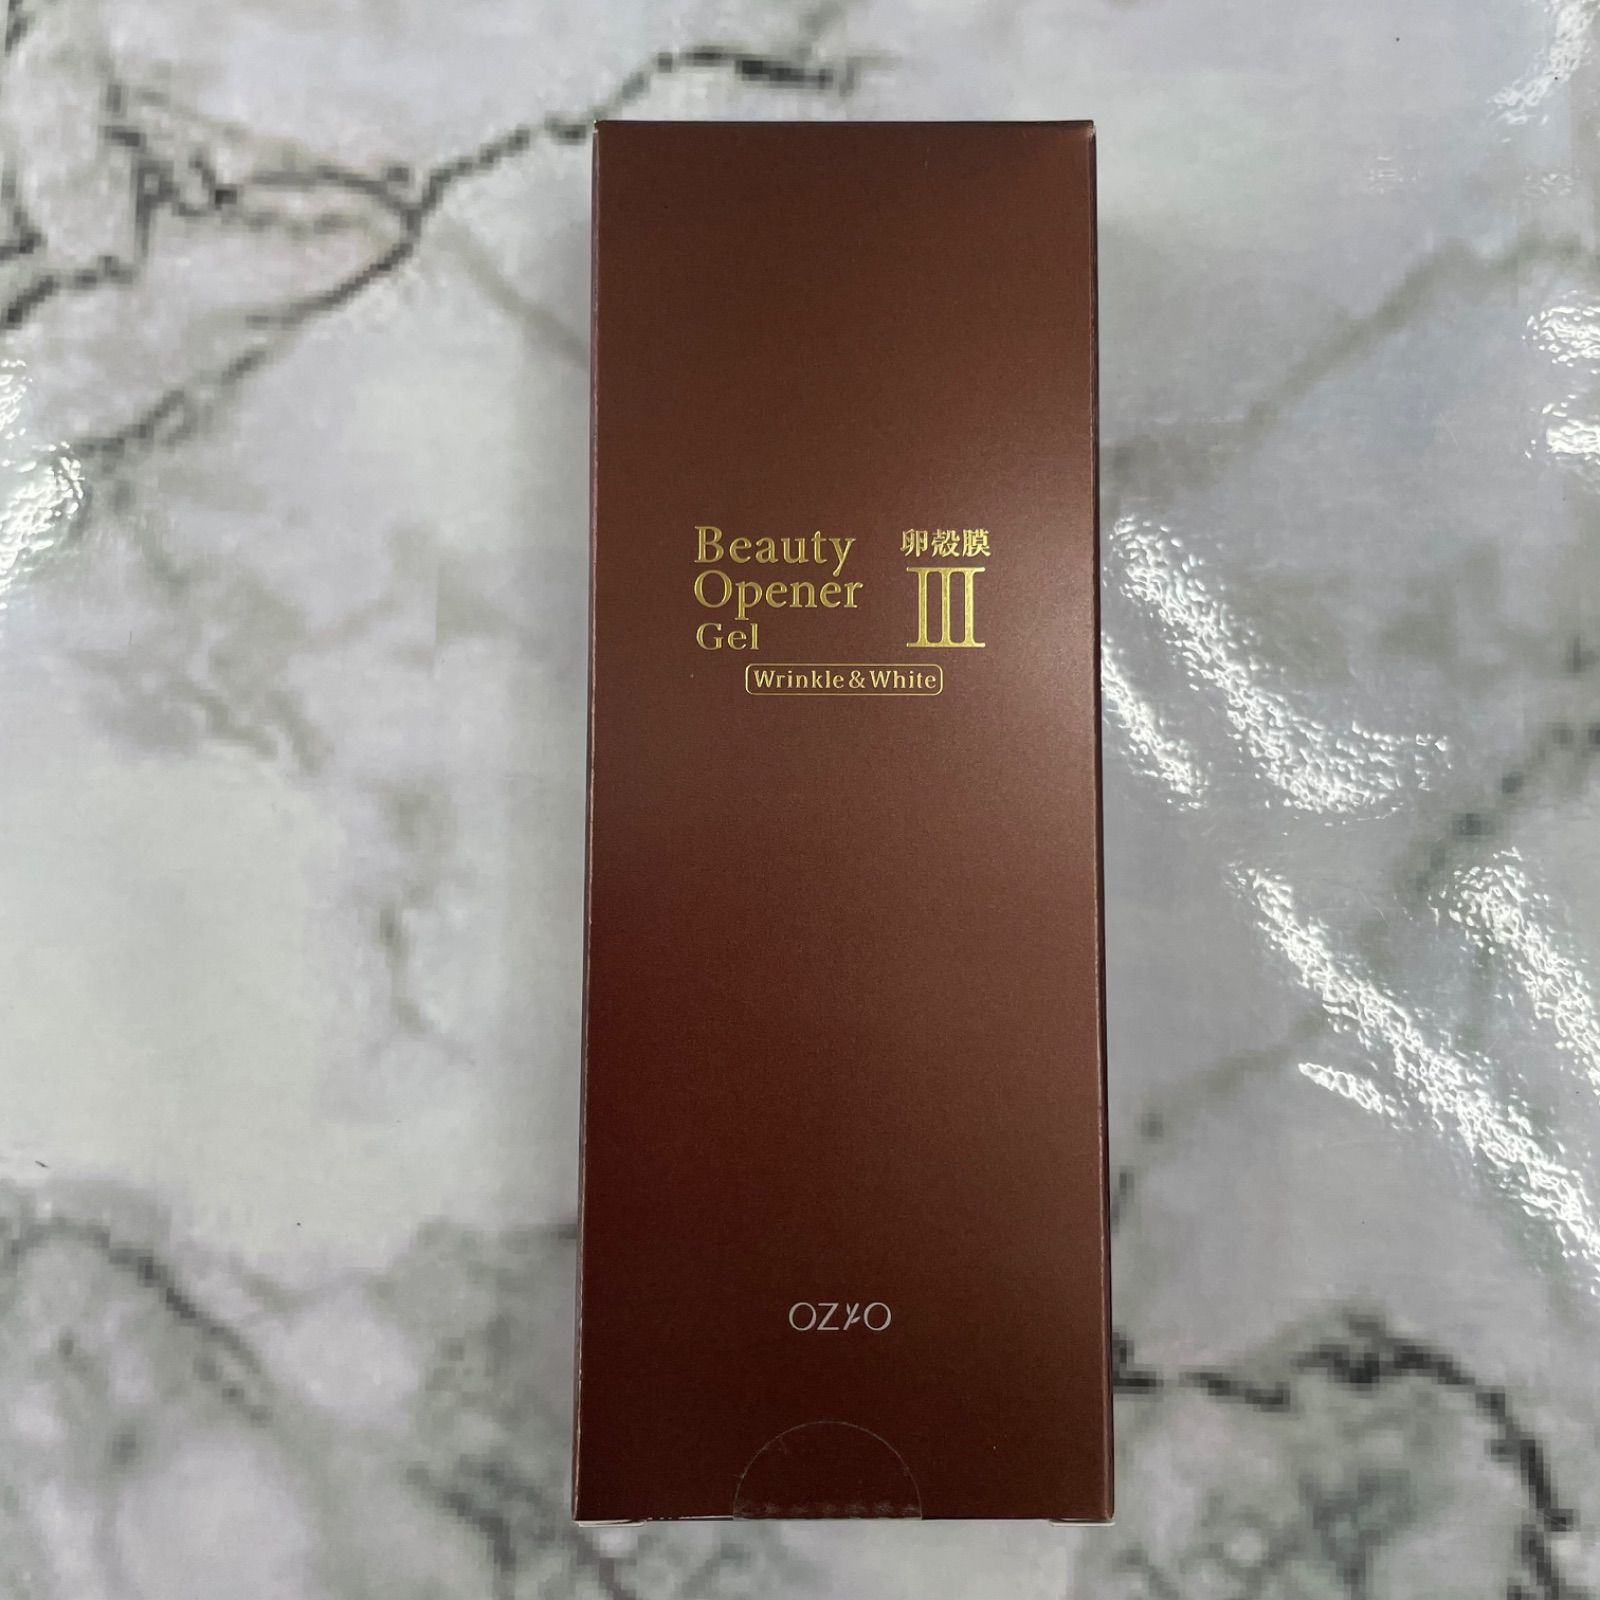 Beauty
Opener
Gel
卵殻膜
III
Wrinkle & White
OZIO